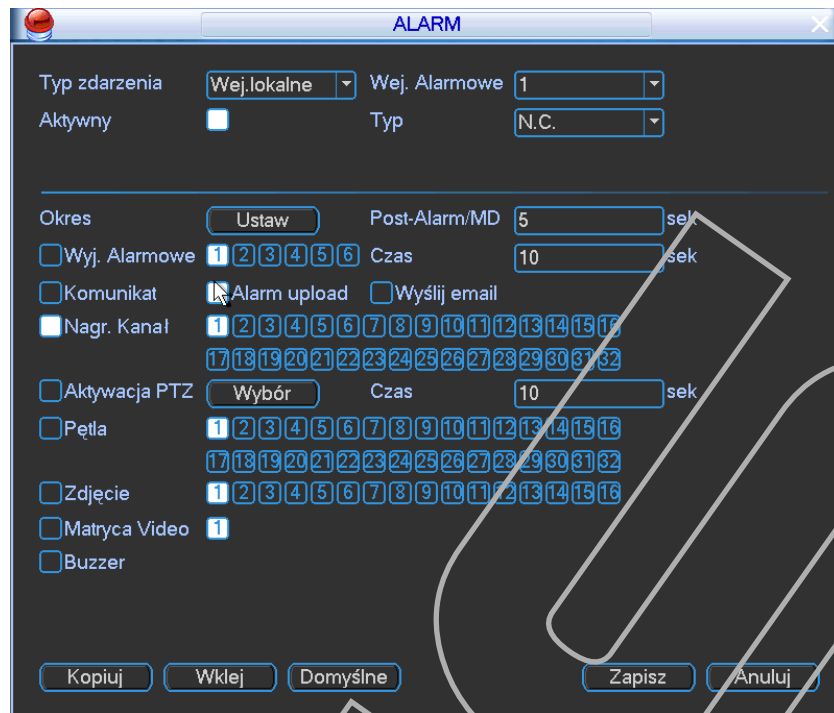 ALARM
Typ zdarzenia Wej.lokalne Wej. Alarmowe 1
Aktywny Typ N.C.
Okres Ustaw Post-Alarm/MD 5 sek
Wyj. Alarmowe 1 2 3 4 5 6 Czas 10 sek
Komunikat Alarm upload Wyślij email
Nagr. Kanał 1 2 3 4 5 6 7 8 9 10 11 12 13 14 15 16
17 18 19 20 21 22 23 24 25 26 27 28 29 30 31 32
Aktywacja PTZ Wybór Czas 10 sek
Pętla 1 2 3 4 5 6 7 8 9 10 11 12 13 14 15 16
17 18 19 20 21 22 23 24 25 26 27 28 29 30 31 32
Zdjęcie 1 2 3 4 5 6 7 8 9 10 11 12 13 14 15 16
Matryca Video 1
Buzzer
Kopiuj Wklej Domyślne Zapisz Anuluj